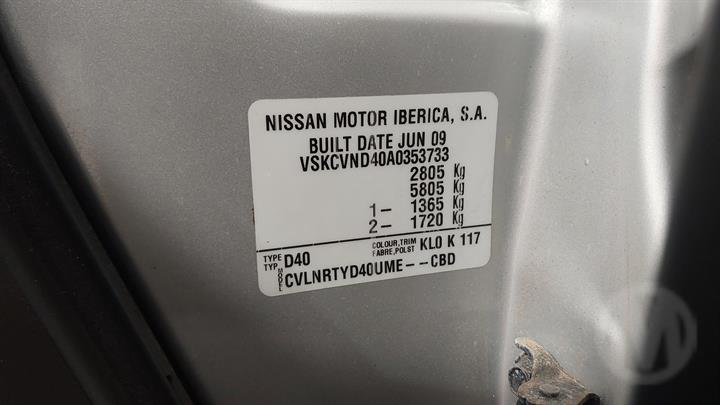 NISSAN MOTOR IBERICA, S.A.
BUILT DATE JUN 09
VSKCVND40A0353733
2805 Kg
5805 Kg
1- 1365 Kg
2- 1720 Kg
TYPE TYP D40 COLOUR,TRIM FABRE,POLST KL0 K 117
MODEL CVLNRTYD40UME--CBD